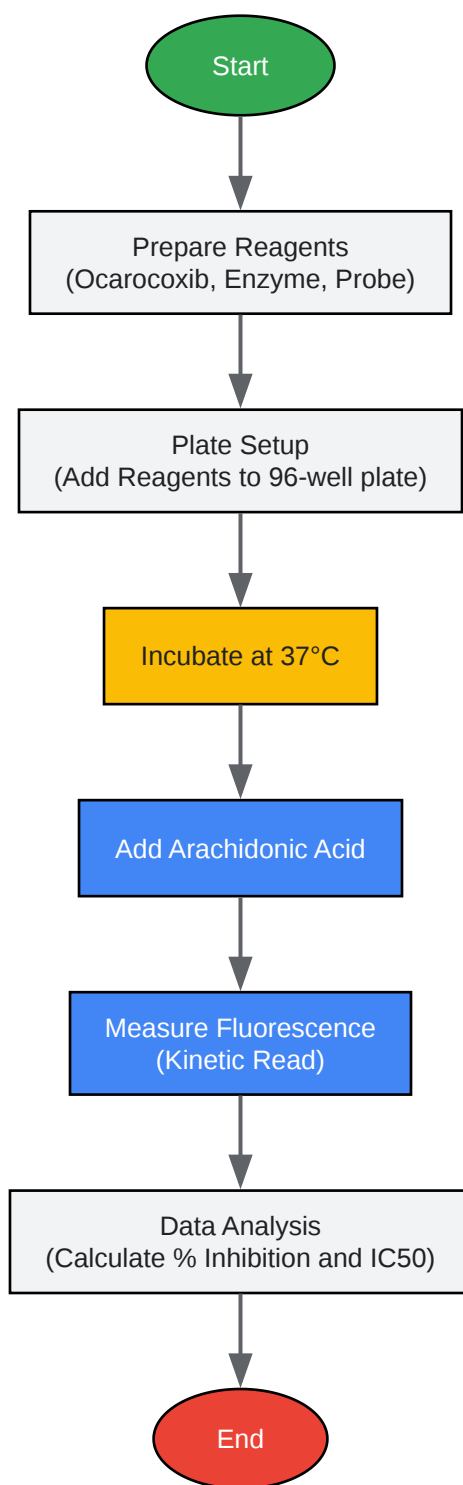 Start
Prepare Reagents
(Ocarocoxib, Enzyme, Probe)
Plate Setup
(Add Reagents to 96-well plate)
Incubate at 37°C
Add Arachidonic Acid
Measure Fluorescence
(Kinetic Read)
Data Analysis
(Calculate % Inhibition and IC50)
End